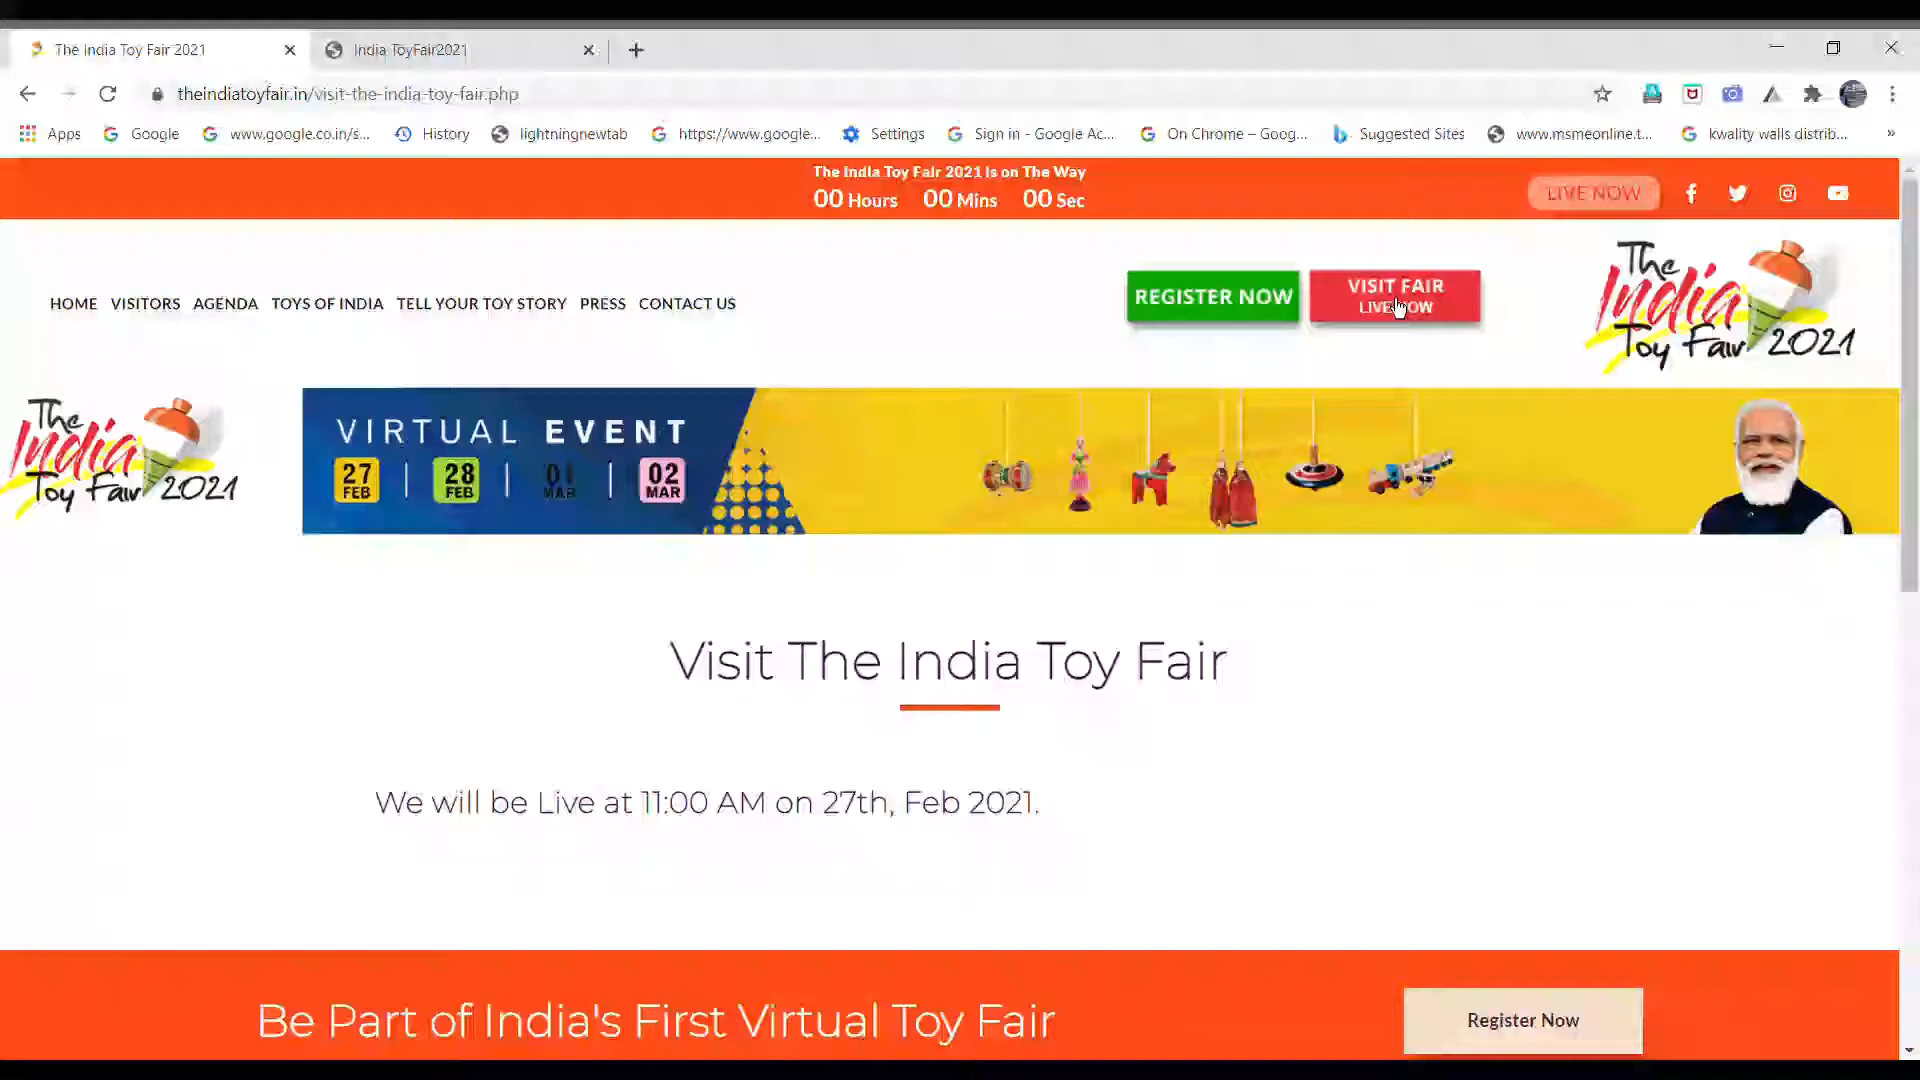 The India Toy Fair 2021
India ToyFair2021
theindiatoyfair.in/visit-the-india-toy-fair.php
Apps
Google
www.google.co.in/s...
History
lightningnewtab
https://www.google...
Settings
Sign in - Google Ac...
On Chrome – Goog...
Suggested Sites
www.msmeonline.t...
kwality walls distrib...
»
The India Toy Fair 2021 Is on The Way
00 Hours 00 Mins 00 Sec
LIVE NOW
HOME VISITORS AGENDA TOYS OF INDIA TELL YOUR TOY STORY PRESS CONTACT US
REGISTER NOW
VISIT FAIR
LIVE NOW
The
India
Toy Fair 2021
The
India
Toy Fair 2021
VIRTUAL EVENT
27 | 28 | 01 | 02
FEB FEB MAR MAR
Visit The India Toy Fair
We will be Live at 11:00 AM on 27th, Feb 2021.
Be Part of India's First Virtual Toy Fair
Register Now